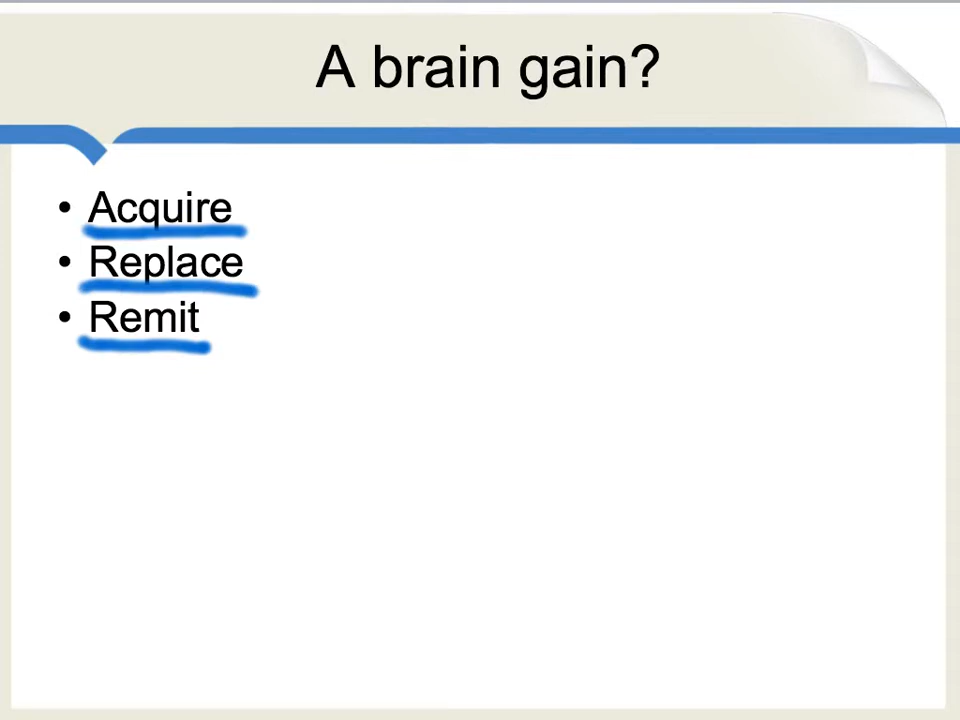 A brain gain?
• Acquire
• Replace
• Remit